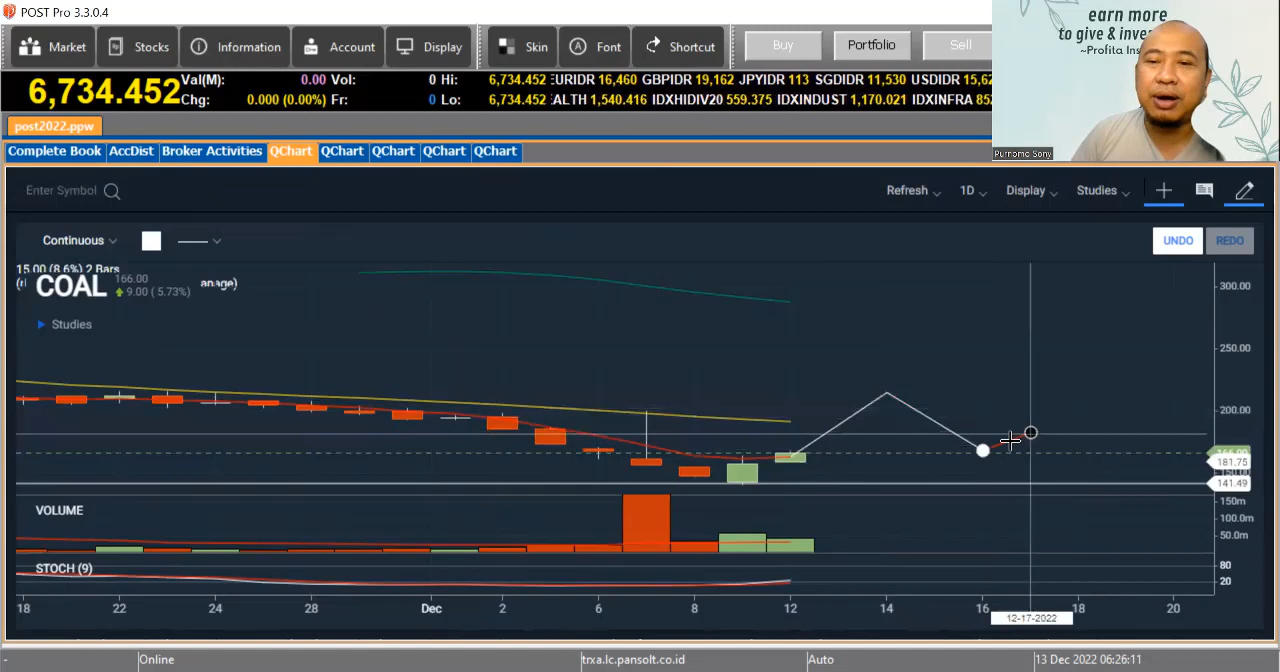 POST Pro 3.3.0.4
Market Stocks Information Account Display Skin Font Shortcut Buy Portfolio Sell
earn more
to give & inves
~Profita Ins
6,734.452 Val(M): 0.00 Vol: 0 Hi: 6,734.452 EURIDR 16,460 GBPIDR 19,162 JPYIDR 113 SGDIDR 11,530 USDIDR 15,62
Chg: 0.000 (0.00%) Fr: 0 Lo: 6,734.452 EALTH 1,540.416 IDXHIDIV20 559.375 IDXINDUST 1,170.021 IDXINFRA 852
post2022.ppw
Complete Book AccDist Broker Activities QChart QChart QChart QChart QChart
Purnomo Sony
Enter Symbol Refresh 1D Display Studies
Continuous UNDO REDO
15.00 (8.6%) 2 Bars
COAL 166.00
9.00 ( 5.73%)
anage)
Studies
300.00
250.00
200.00
181.75
141.49
VOLUME
150m
100.0m
50.0m
STOCH (9)
80
20
18 22 24 28 Dec 2 6 8 12 14 16 18 20
12-17-2022
- Online trxa.lc.pansolt.co.id Auto 13 Dec 2022 06:26:11